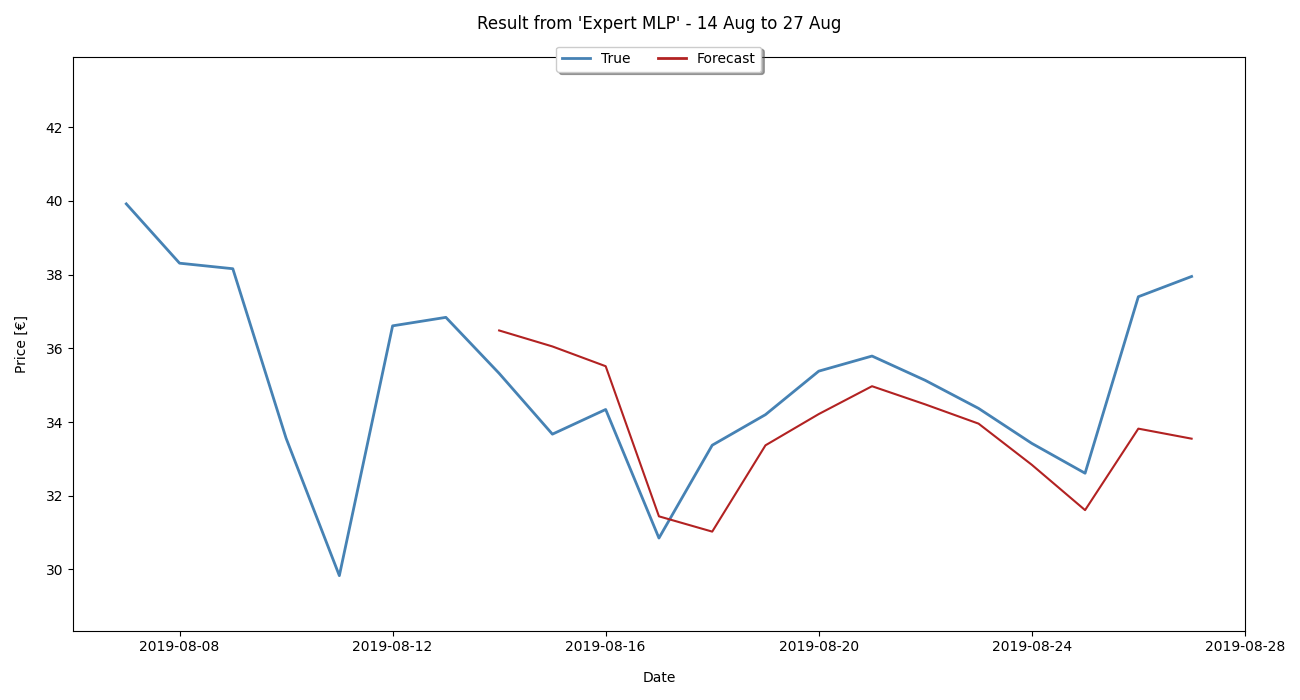 Result from 'Expert MLP' - 14 Aug to 27 Aug
True Forecast
42
40
38
36
34
32
30
Price [€]
2019-08-08 2019-08-12 2019-08-16 2019-08-20 2019-08-24 2019-08-28
Date